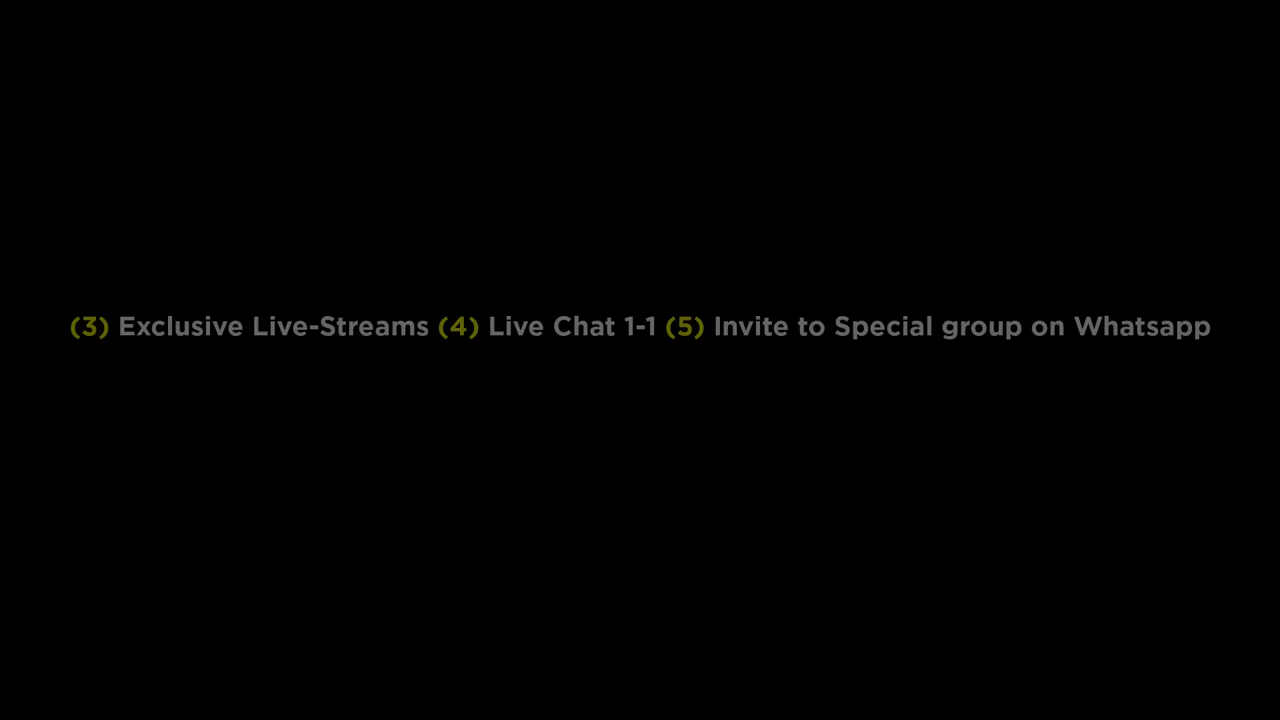 (3) Exclusive Live-Streams (4) Live Chat 1-1 (5) Invite to Special group on Whatsapp